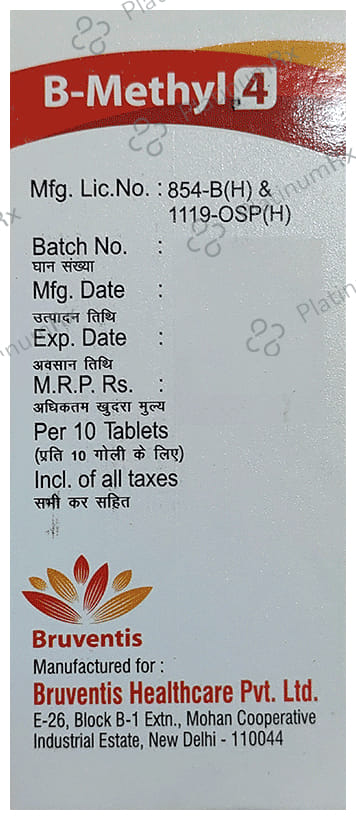 B-Methyl 4
Mfg. Lic.No. : 854-B(H) &
1119-OSP(H)
Batch No. :
घान संख्या
Mfg. Date :
उत्पादन तिथि
Exp. Date :
अवसान तिथि
M.R.P. Rs. :
अधिकतम खुदरा मुल्य
Per 10 Tablets
(प्रति 10 गोली के लिए)
Incl. of all taxes
सभी कर सहित
Bruventis
Manufactured for :
Bruventis Healthcare Pvt. Ltd.
E-26, Block B-1 Extn., Mohan Cooperative
Industrial Estate, New Delhi - 110044
PlatinumRx
PlatinumRx